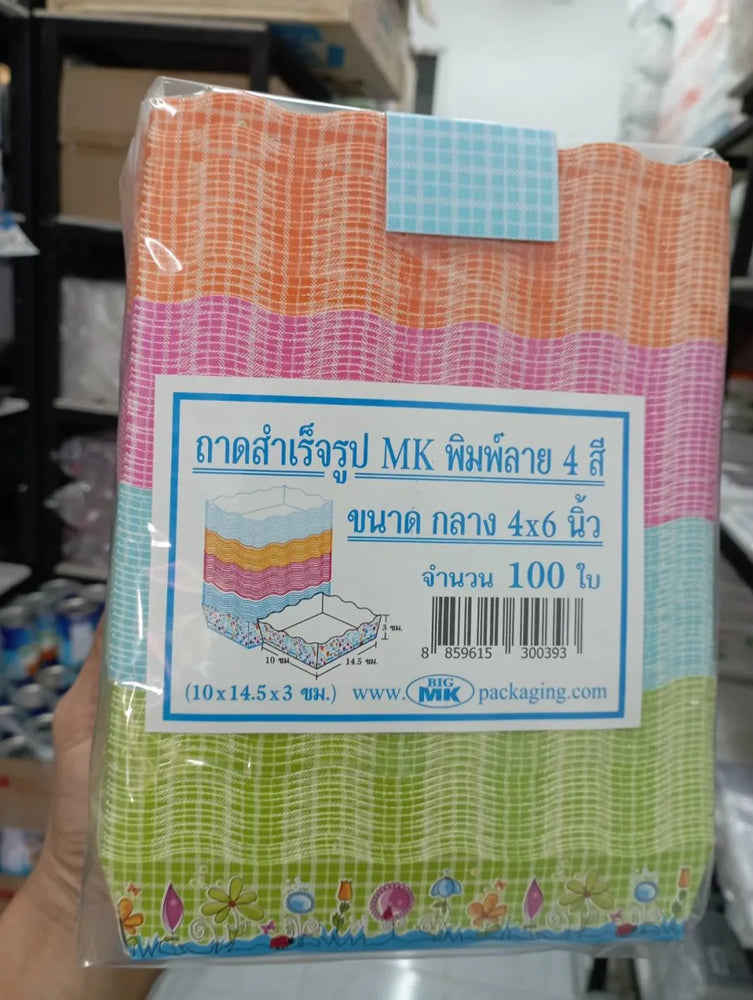 ถาดสำเร็จรูป MK พิมพ์ลาย 4 สี
ขนาด กลาง 4x6 นิ้ว
จำนวน 100 ใบ
3 ซม.
10 ซม
14.5 ซม.
8 859615 300393
(10x14.5x3 ซม.) www. BIG MK packaging.com